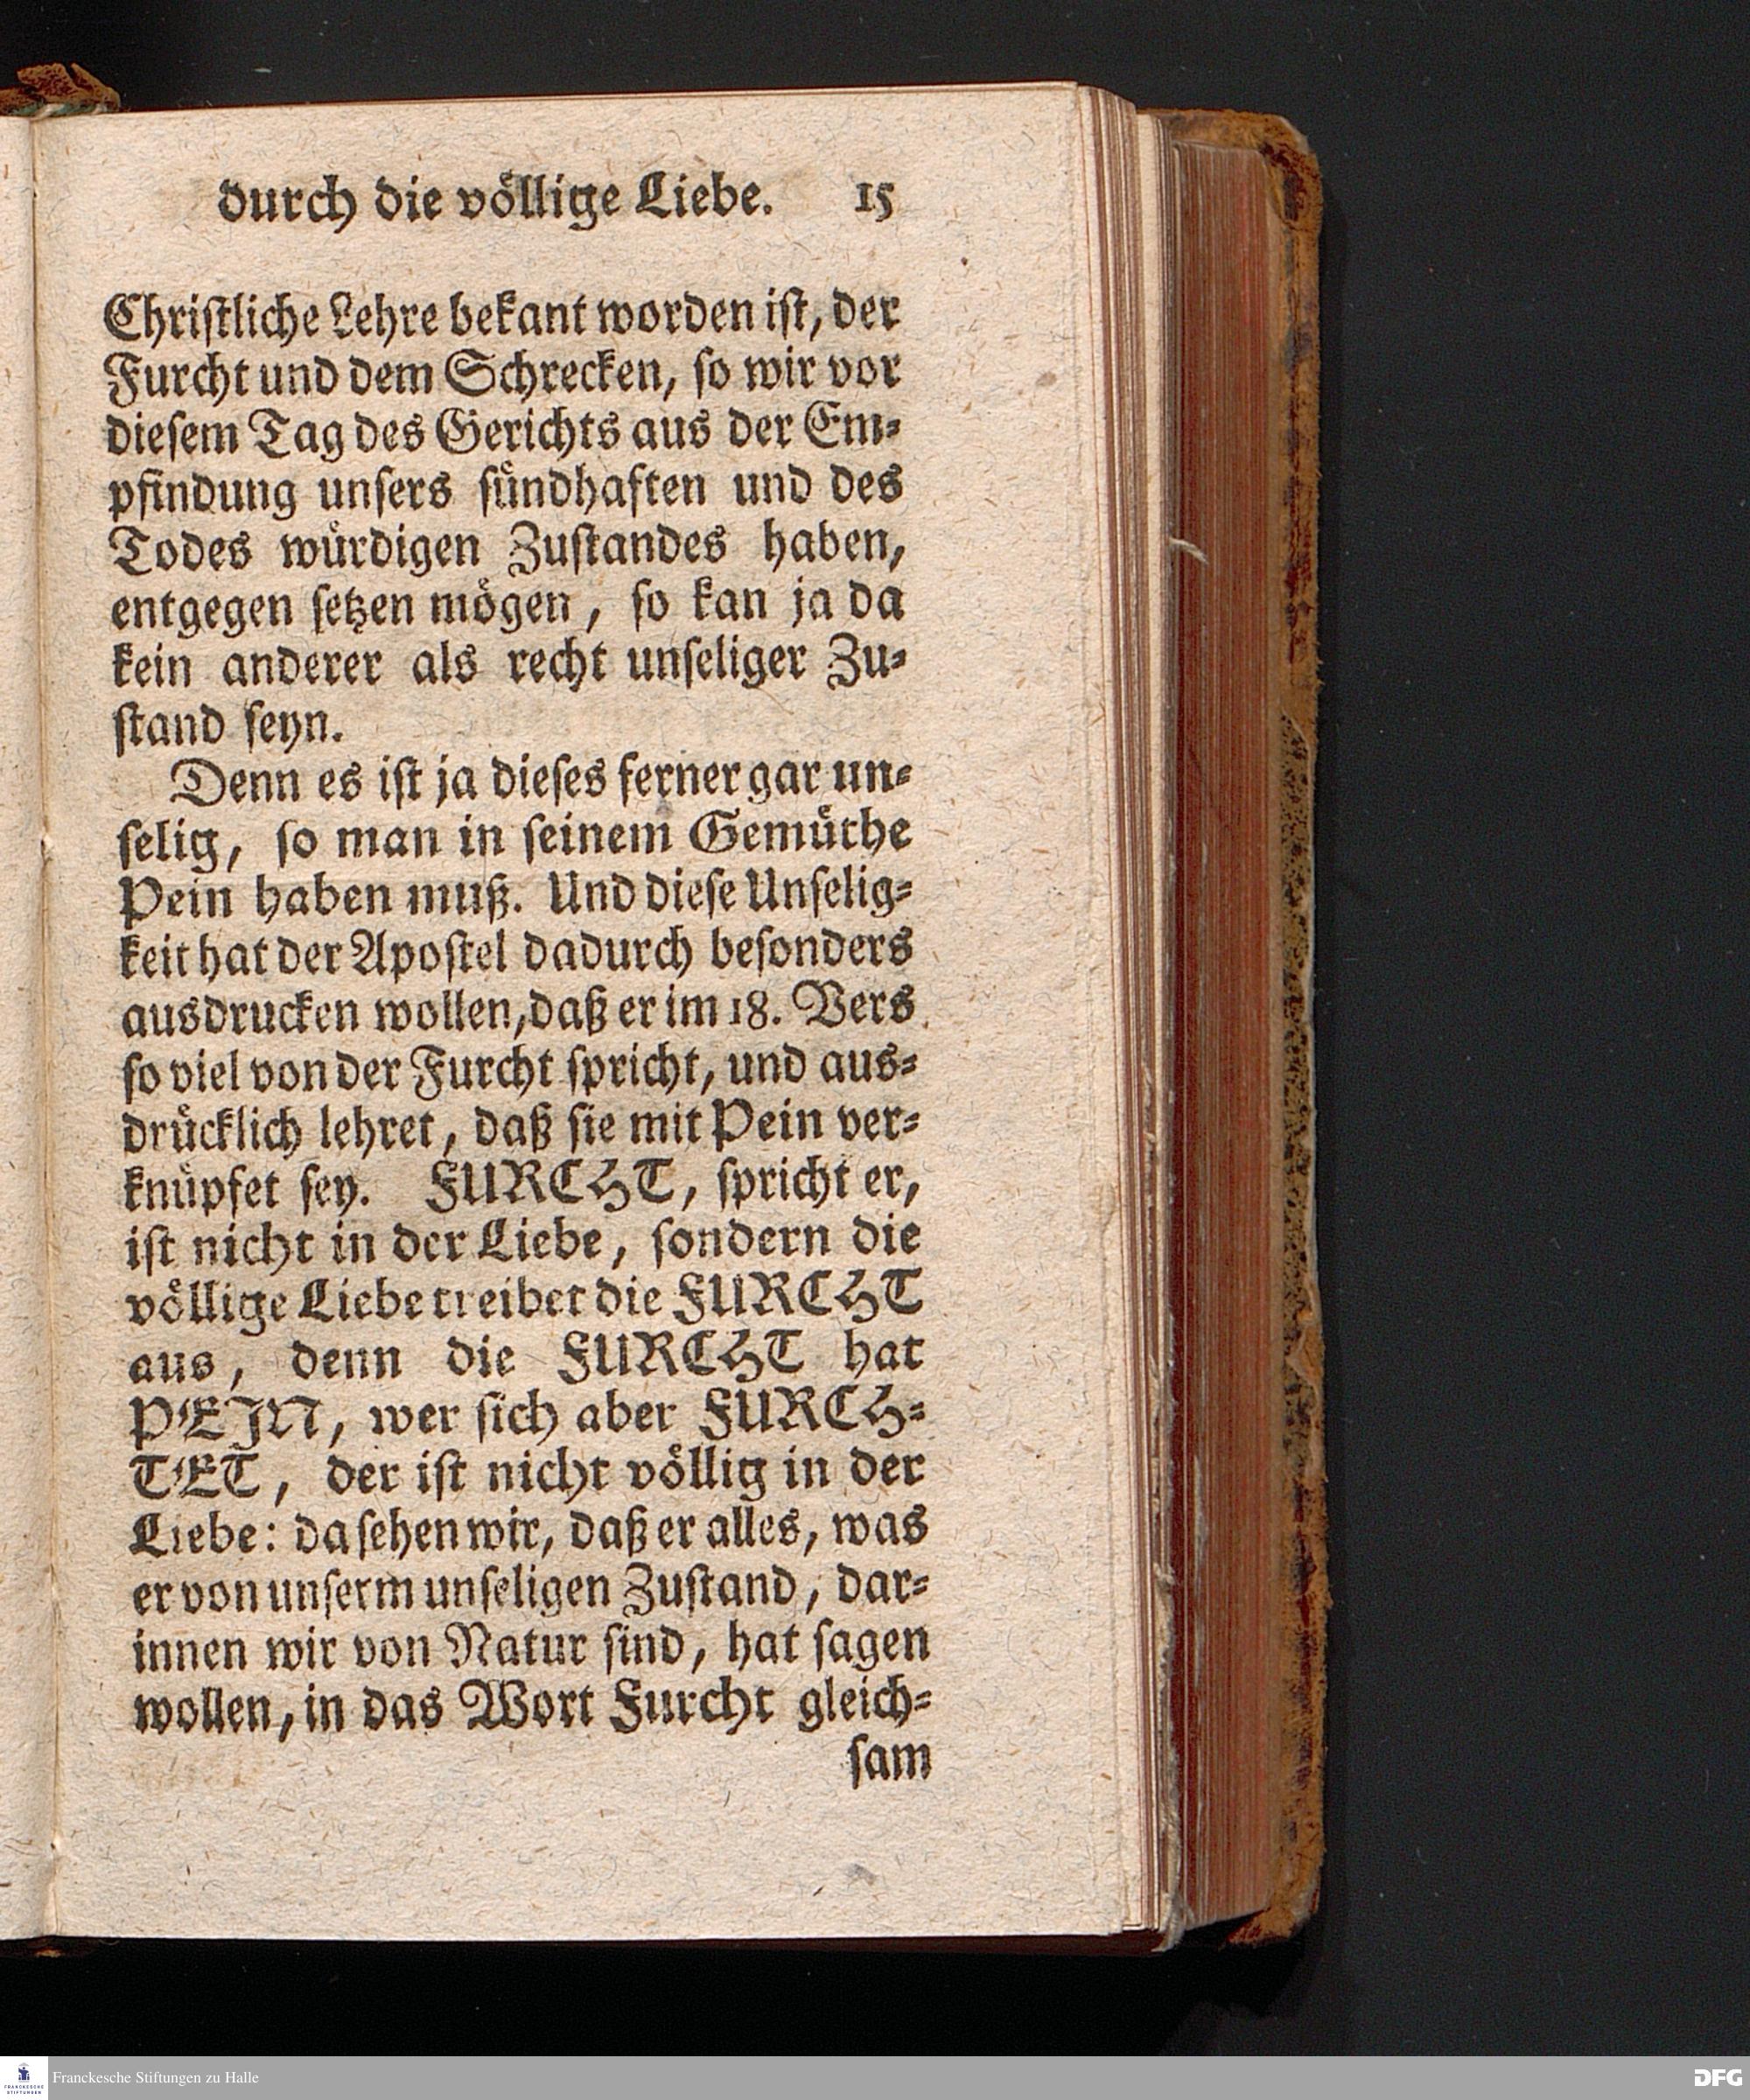 durch die völlige Liebe. 15
Chriſtliche Lehre bekant worden iſt, der
Furcht und dem Schrecken, ſo wir vor
dieſem Tag des Gerichts aus der Em⸗
pfindung unſers ſündhaften und des
Todes würdigen Zuſtandes haben,
entgegen ſetzen mögen, ſo kan ja da
kein anderer als recht unſeliger Zu⸗
ſtand ſeyn.
Denn es iſt ja dieſes ferner gar un⸗
ſelig, ſo man in ſeinem Gemüthe
Pein haben muß. Und dieſe Unſelig⸗
keit hat der Apoſtel dadurch beſonders
ausdrucken wollen, daß er im 18. Vers
ſo viel von der Furcht ſpricht, und aus⸗
drücklich lehret, daß ſie mit Pein ver⸗
knüpfet ſey. FURCHT, ſpricht er,
iſt nicht in der Liebe, ſondern die
völlige Liebe treibet die FURCHT
aus, denn die FURCHT hat
PEJN, wer ſich aber FURCH⸗
TET, der iſt nicht völlig in der
Liebe: da ſehen wir, daß er alles, was
er von unſerm unſeligen Zuſtand, dar⸗
innen wir von Natur ſind, hat ſagen
wollen, in das Wort Furcht gleich⸗
ſam
FRANCKESCHE
STIFTUNGEN
Franckesche Stiftungen zu Halle
DFG